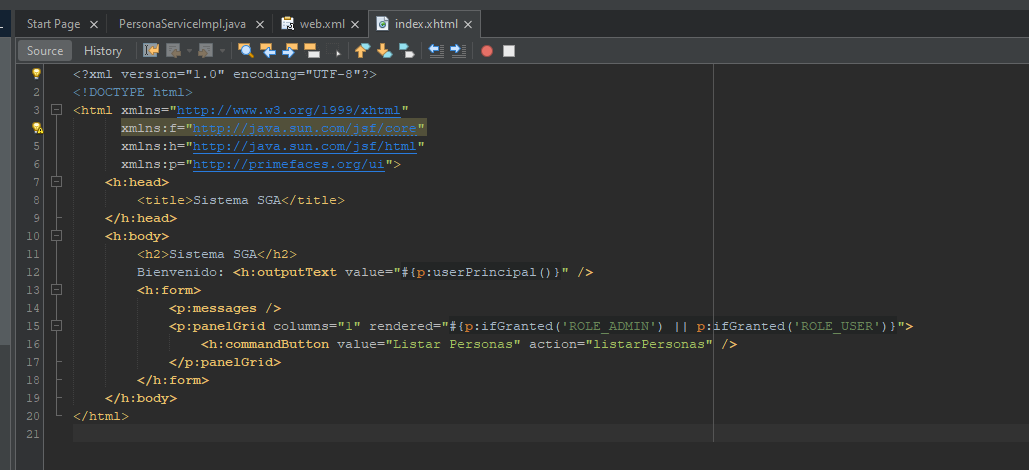 Start Page PersonaServiceImpl.java web.xml index.xhtml
Source History
<?xml version="1.0" encoding="UTF-8"?>
2 <!DOCTYPE html>
3 <html xmlns="http://www.w3.org/1999/xhtml"
xmlns:f="http://java.sun.com/jsf/core"
5 xmlns:h="http://java.sun.com/jsf/html"
6 xmlns:p="http://primefaces.org/ui">
7 <h:head>
8 <title>Sistema SGA</title>
9 </h:head>
10 <h:body>
11 <h2>Sistema SGA</h2>
12 Bienvenido: <h:outputText value="#{p:userPrincipal()}" />
13 <h:form>
14 <p:messages />
15 <p:panelGrid columns="1" rendered="#{p:ifGranted('ROLE_ADMIN') || p:ifGranted('ROLE_USER')}">
16 <h:commandButton value="Listar Personas" action="listarPersonas" />
17 </p:panelGrid>
18 </h:form>
19 </h:body>
20 </html>
21